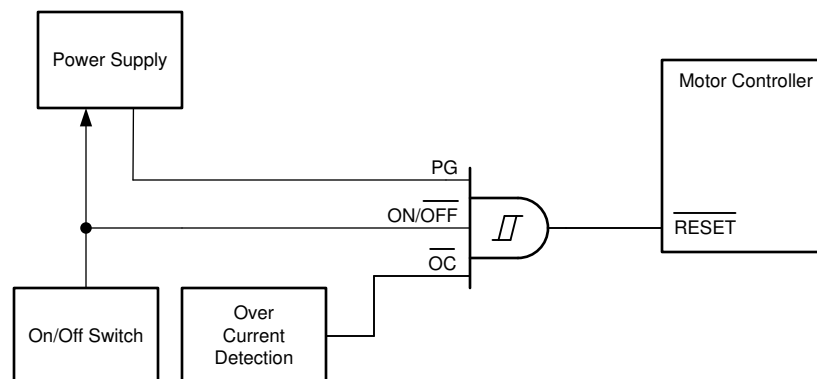 Power Supply
Motor Controller
PG
ON/OFF
RESET
OC
On/Off Switch
Over
Current
Detection